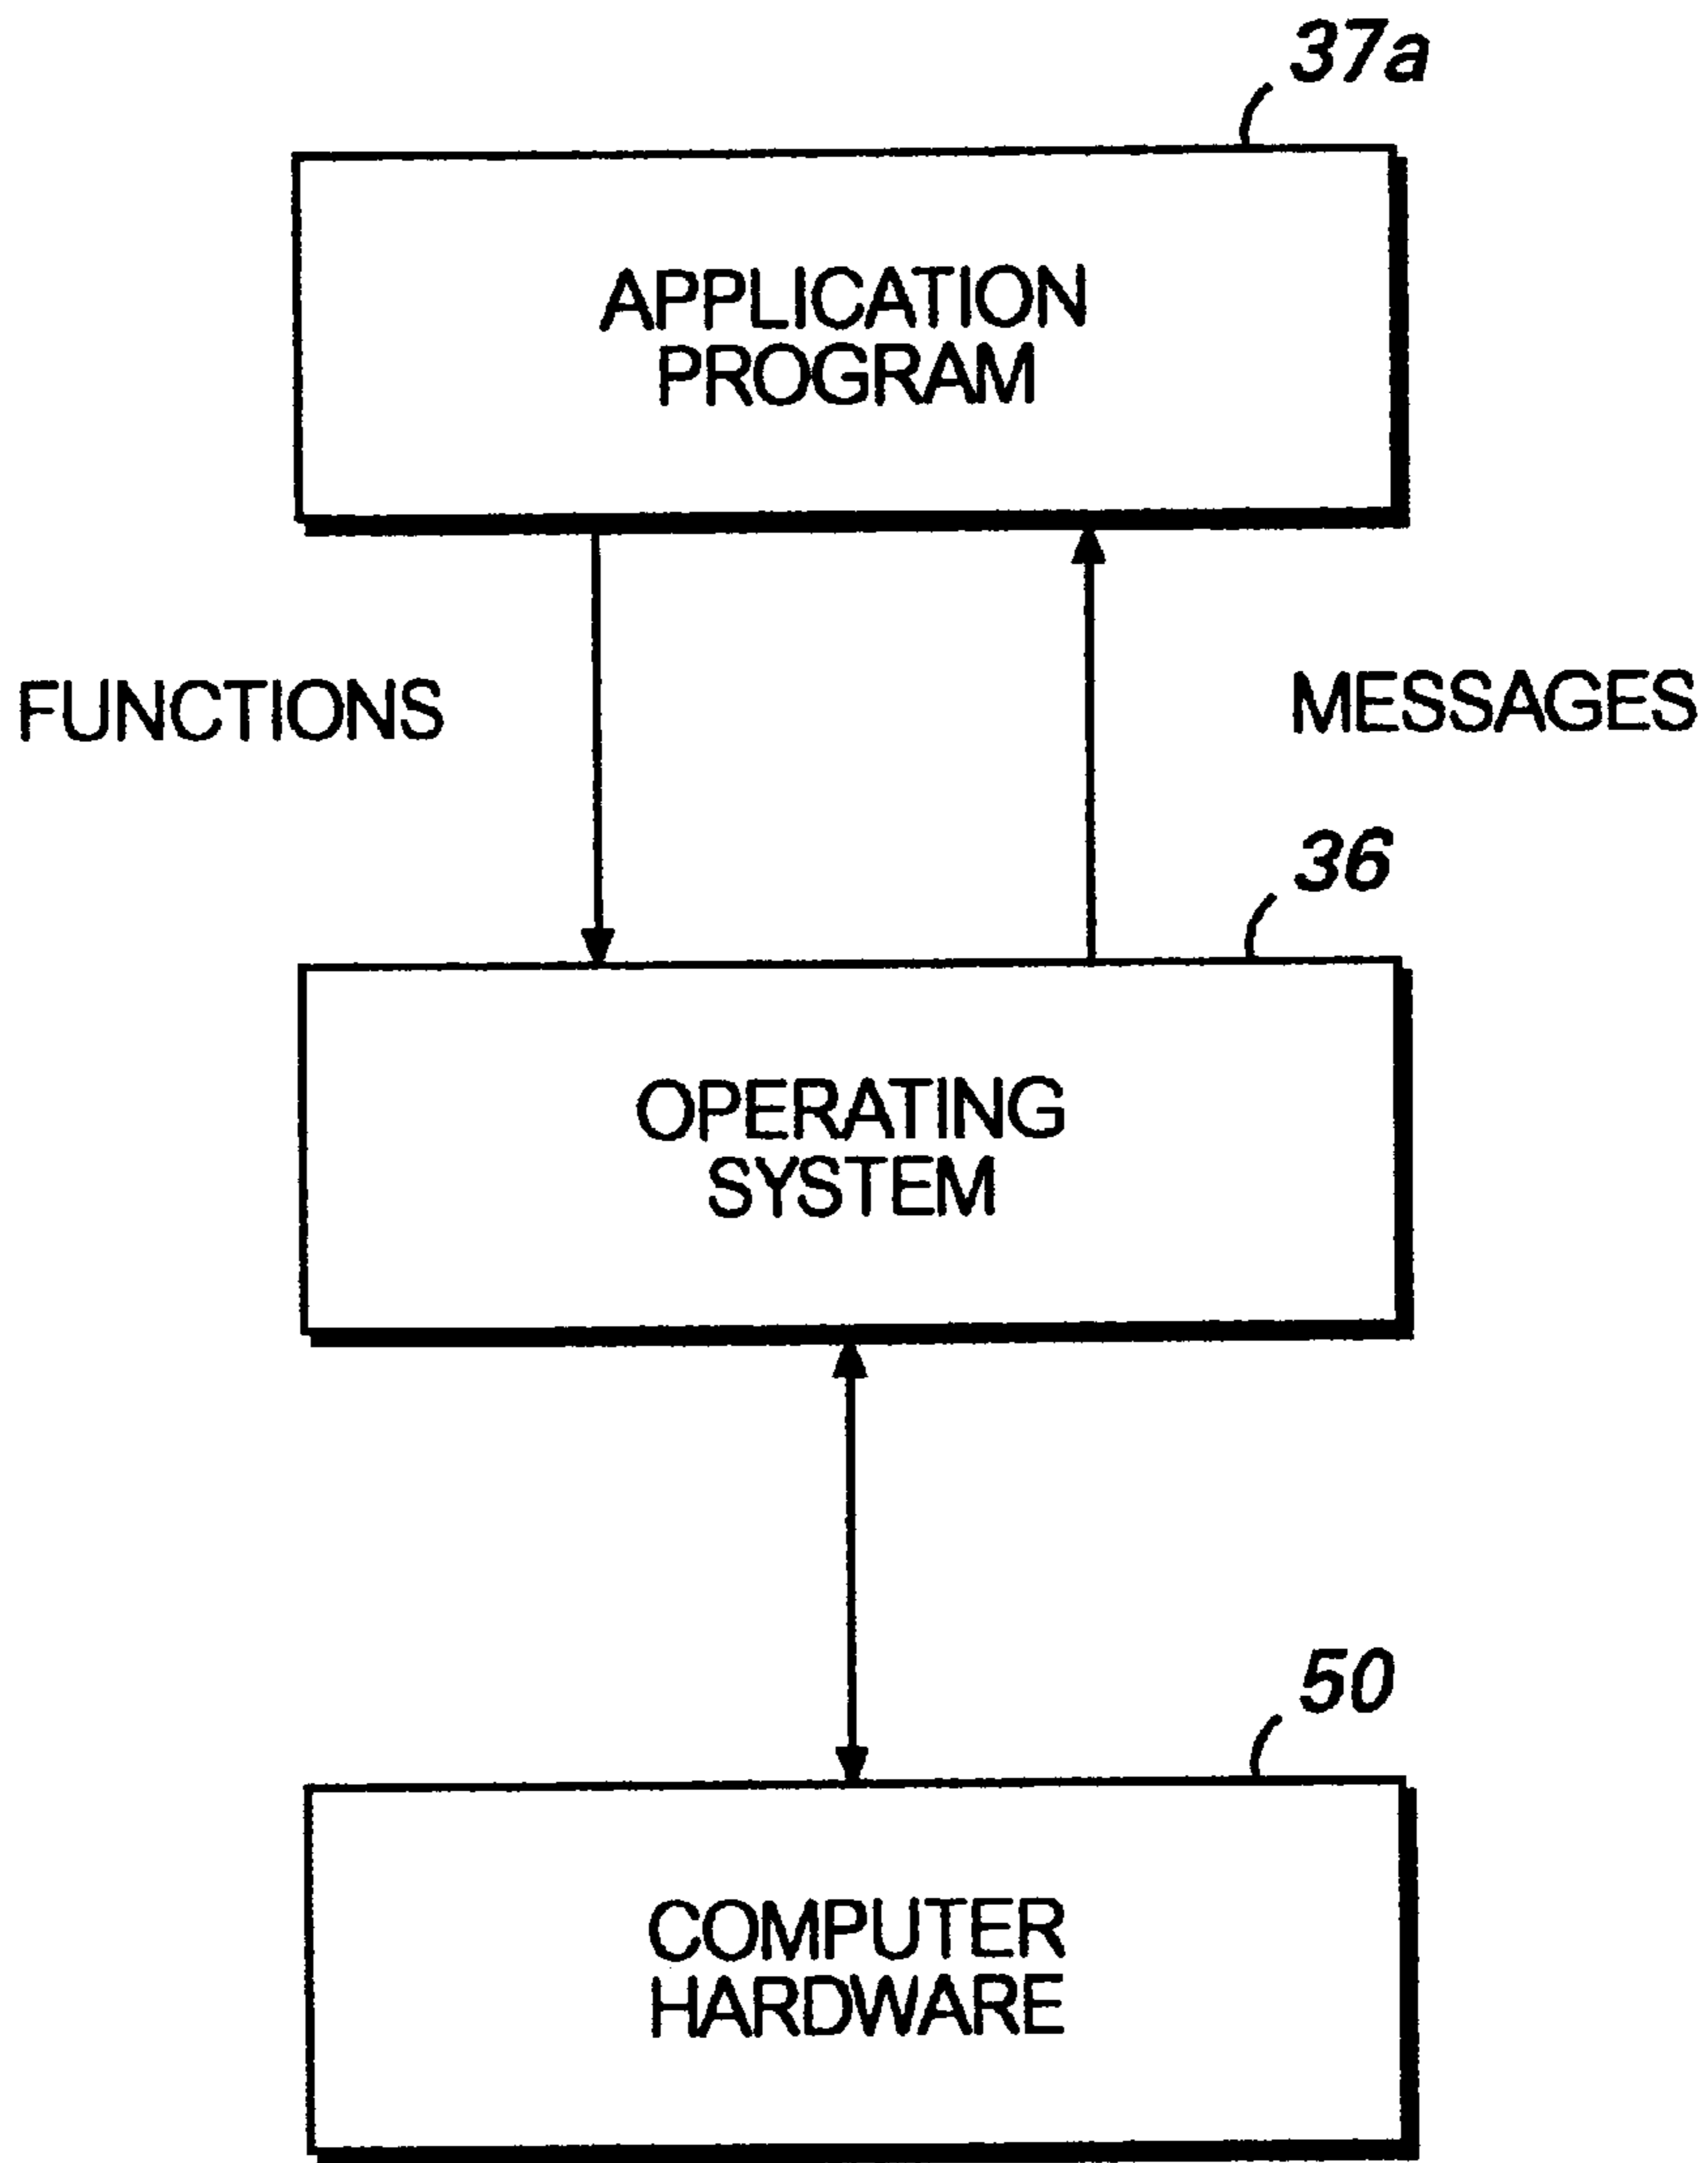 37a
APPLICATION
PROGRAM
FUNCTIONS
MESSAGES
36
OPERATING
SYSTEM
50
COMPUTER
HARDWARE